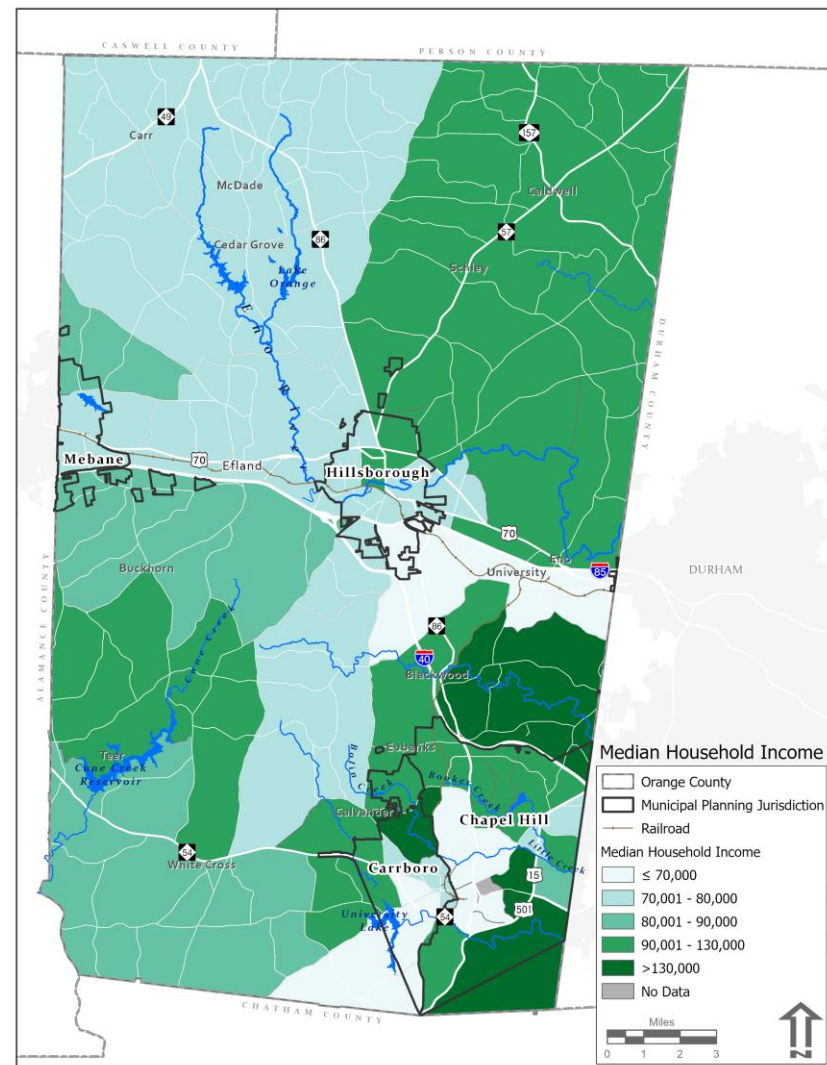 CASWELL COUNTY
PERSON COUNTY
49
Carr
157
McDade
Caldwell
Cedar Grove
86
57
Lake
Orange
Schley
Eno River
DURHAM COUNTY
Mebane
70
Efland
Hillsborough
70
Eno
85
DURHAM
University
Buckhorn
ALAMANCE COUNTY
Cane Creek
86
40
Blackwood
Teer
Cane Creek
Reservoir
Eubanks
Bolin Creek
Booker Creek
Calvander
Chapel Hill
Little Creek
54
White Cross
Carrboro
15
501
University
Lake
54
CHATHAM COUNTY
Median Household Income
Orange County
Municipal Planning Jurisdiction
Railroad
Median Household Income
≤ 70,000
70,001 - 80,000
80,001 - 90,000
90,001 - 130,000
>130,000
No Data
Miles
0 1 2 3
N